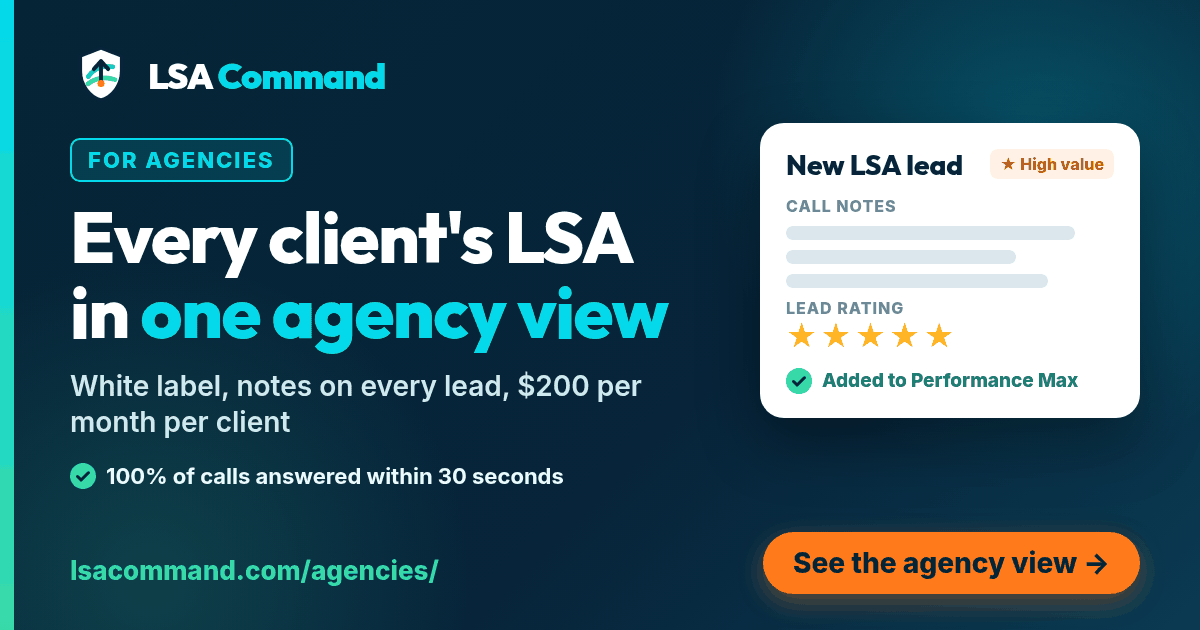 LSA Command
FOR AGENCIES
Every client's LSA
in one agency view
White label, notes on every lead, $200 per
month per client
100% of calls answered within 30 seconds
lsacommand.com/agencies/
New LSA lead
★ High value
CALL NOTES
LEAD RATING
★★★★★
Added to Performance Max
See the agency view →